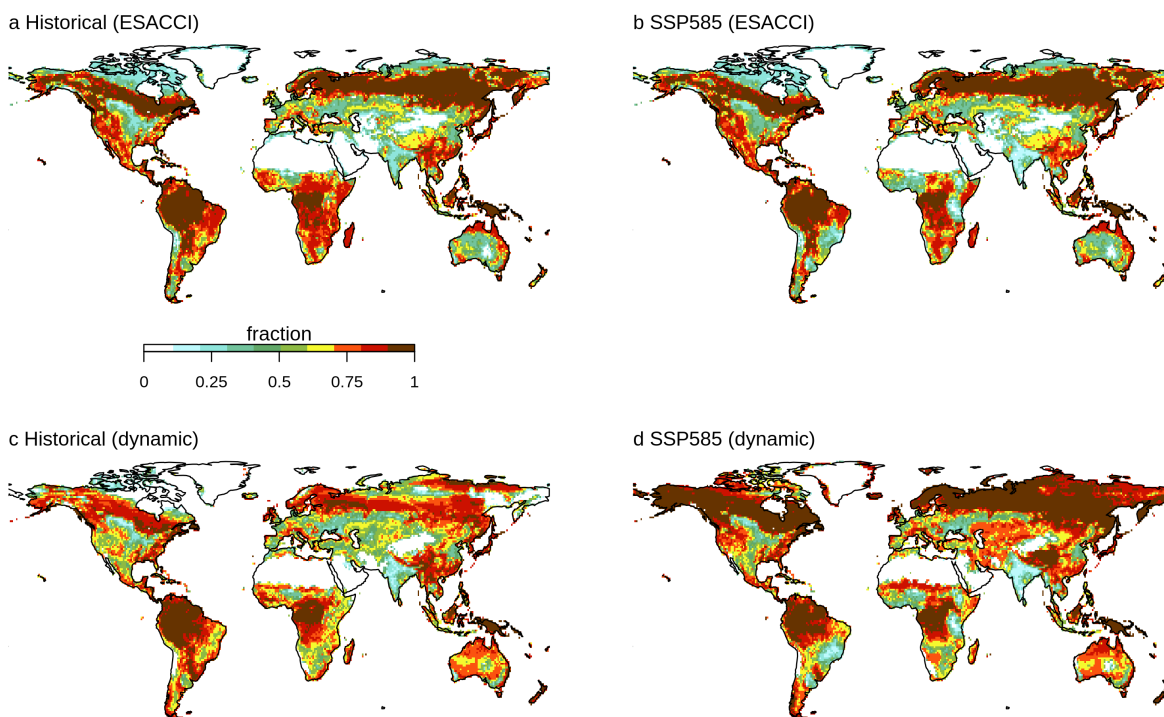 a Historical (ESACCI)
b SSP585 (ESACCI)
fraction
0 0.25 0.5 0.75 1
c Historical (dynamic)
d SSP585 (dynamic)